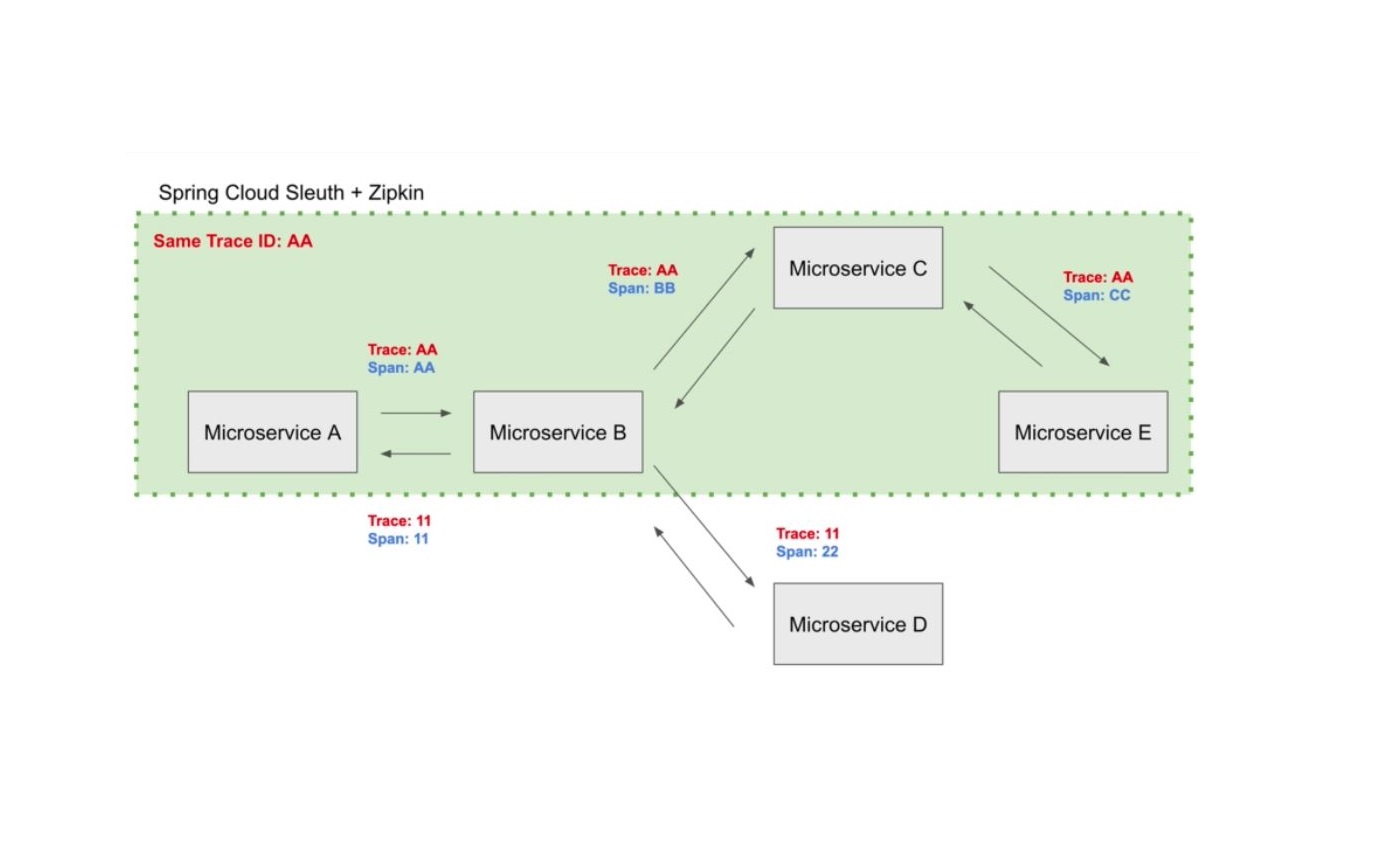 Spring Cloud Sleuth + Zipkin
Same Trace ID: AA
Trace: AA
Span: BB
Microservice C
Trace: AA
Span: CC
Trace: AA
Span: AA
Microservice A
Microservice B
Microservice E
Trace: 11
Span: 11
Trace: 11
Span: 22
Microservice D